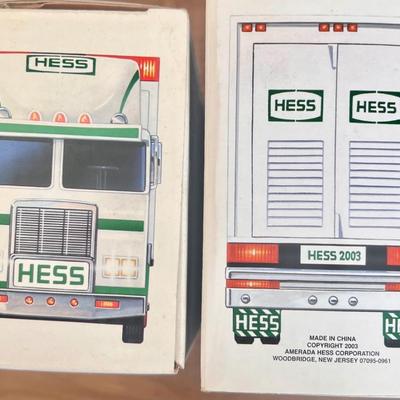 HESS
HESS
HESS
HESS
HESS 2003
HESS
HESS
MADE IN CHINA
COPYRIGHT 2003
AMERADA HESS CORPORATION
WOODBRIDGE, NEW JERSEY 07095-0961